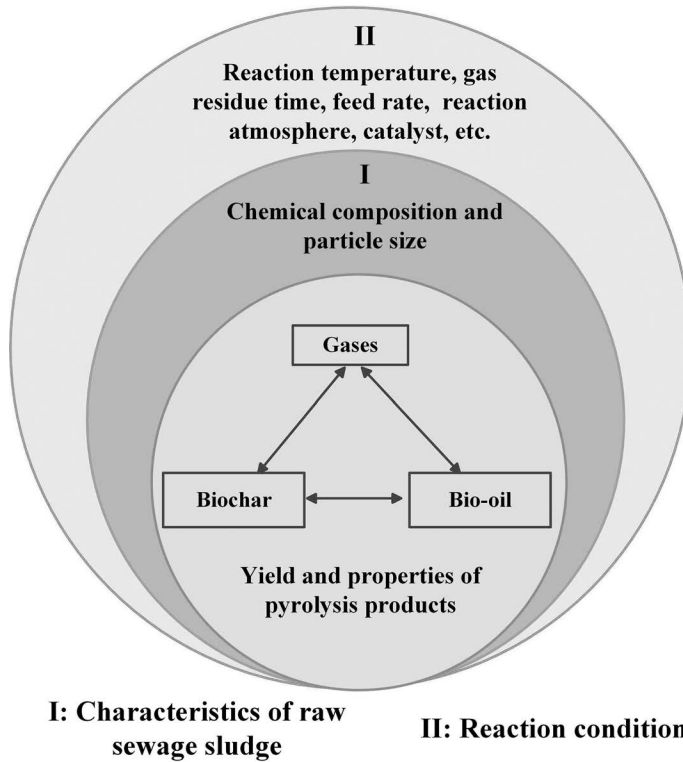 II
Reaction temperature, gas
residue time, feed rate, reaction
atmosphere, catalyst, etc.
I
Chemical composition and
particle size
Gases
Biochar
Bio-oil
Yield and properties of
pyrolysis products
I: Characteristics of raw
sewage sludge
II: Reaction condition